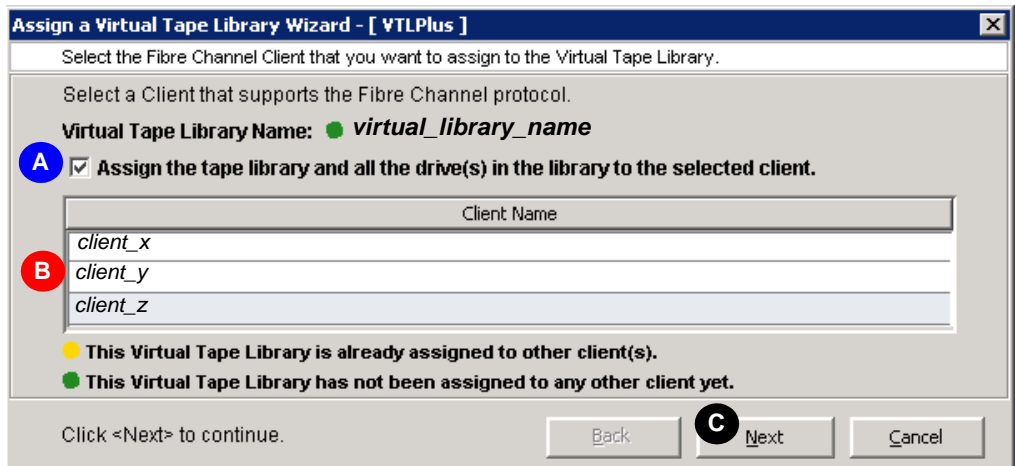 Assign a Virtual Tape Library Wizard - [ VTLPlus ]
Select the Fibre Channel Client that you want to assign to the Virtual Tape Library.
Select a Client that supports the Fibre Channel protocol.
Virtual Tape Library Name: virtual_library_name
A Assign the tape library and all the drive(s) in the library to the selected client.
Client Name
client_x
B client_y
client_z
This Virtual Tape Library is already assigned to other client(s).
This Virtual Tape Library has not been assigned to any other client yet.
Click <Next> to continue. Back C Next Cancel